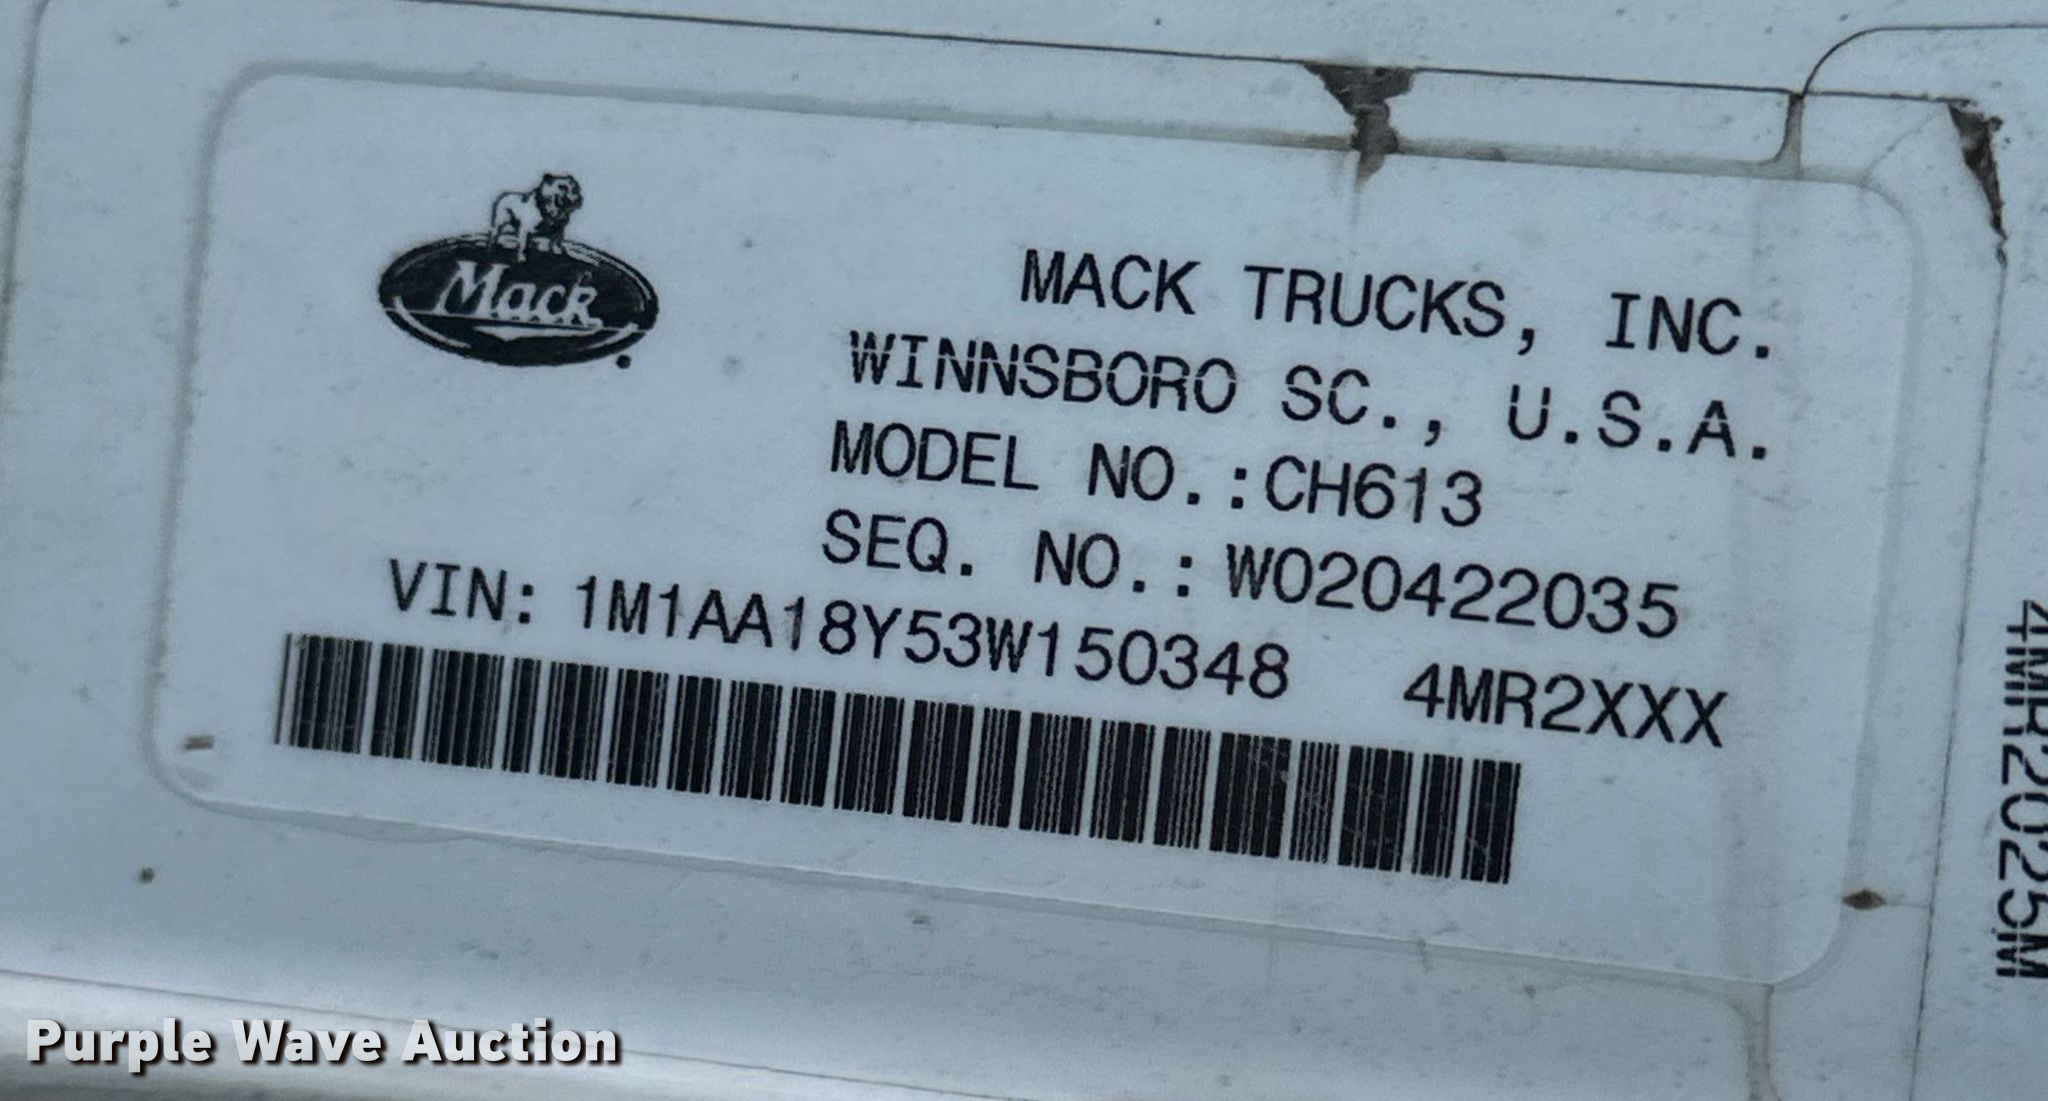 Mack
MACK TRUCKS, INC.
WINNSBORO SC., U.S.A.
MODEL NO.:CH613
SEQ. NO.:W020422035
VIN: 1M1AA18Y53W150348 4MR2XXX
4MR2025M
Purple Wave Auction